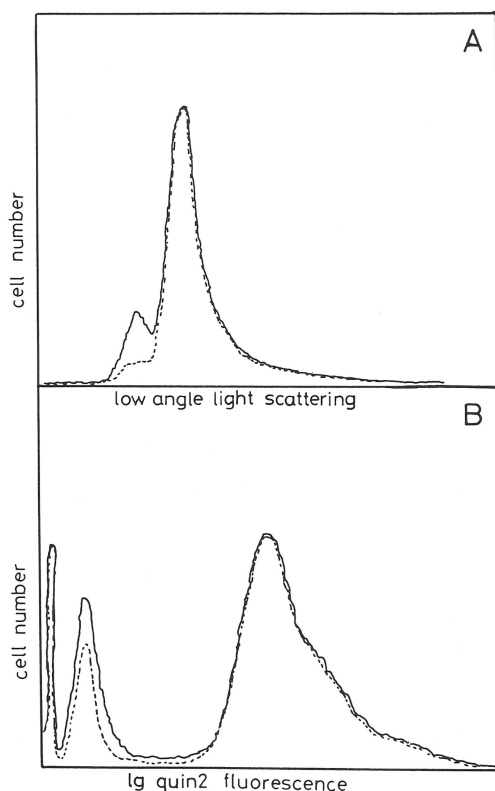 A
cell number
low angle light scattering
B
cell number
lg quin2 fluorescence